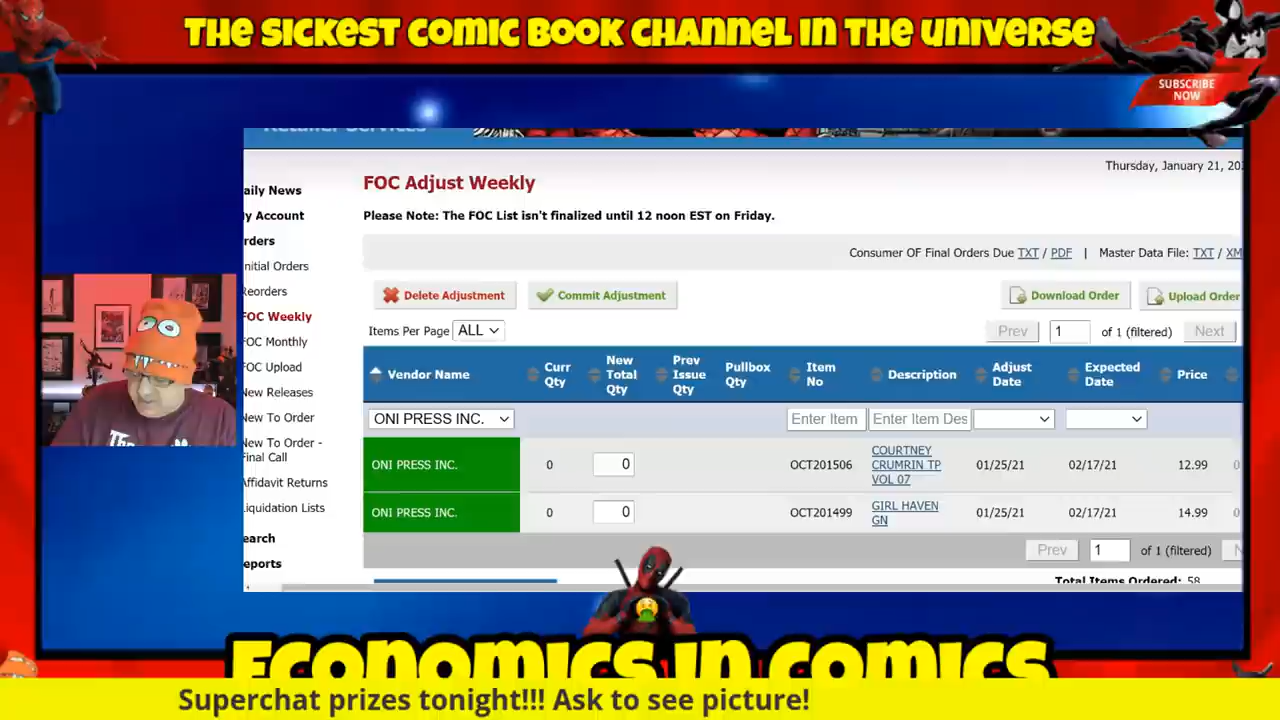 THE SICKEST COMIC BOOK CHANNEL IN THE UNIVERSE
SUBSCRIBE
NOW
Retailer Services
Thursday, January 21, 20
FOC Adjust Weekly
Please Note: The FOC List isn't finalized until 12 noon EST on Friday.
Consumer OF Final Orders Due TXT / PDF | Master Data File: TXT / XM
aily News
y Account
rders
nitial Orders
Reorders
FOC Weekly
FOC Monthly
FOC Upload
New Releases
New To Order
New To Order -
Final Call
Affidavit Returns
Liquidation Lists
earch
eports
Delete Adjustment Commit Adjustment Download Order Upload Order
Items Per Page ALL Prev 1 of 1 (filtered) Next
Vendor Name Curr Qty New Total Qty Prev Issue Qty Pullbox Qty Item No Description Adjust Date Expected Date Price
ONI PRESS INC. Enter Item Enter Item Des
ONI PRESS INC. 0 0 OCT201506 COURTNEY CRUMRIN TP VOL 07 01/25/21 02/17/21 12.99 0
ONI PRESS INC. 0 0 OCT201499 GIRL HAVEN GN 01/25/21 02/17/21 14.99 0
Prev 1 of 1 (filtered) N
Total Items Ordered: 58
ECONOMICS IN COMICS
Superchat prizes tonight!!! Ask to see picture!